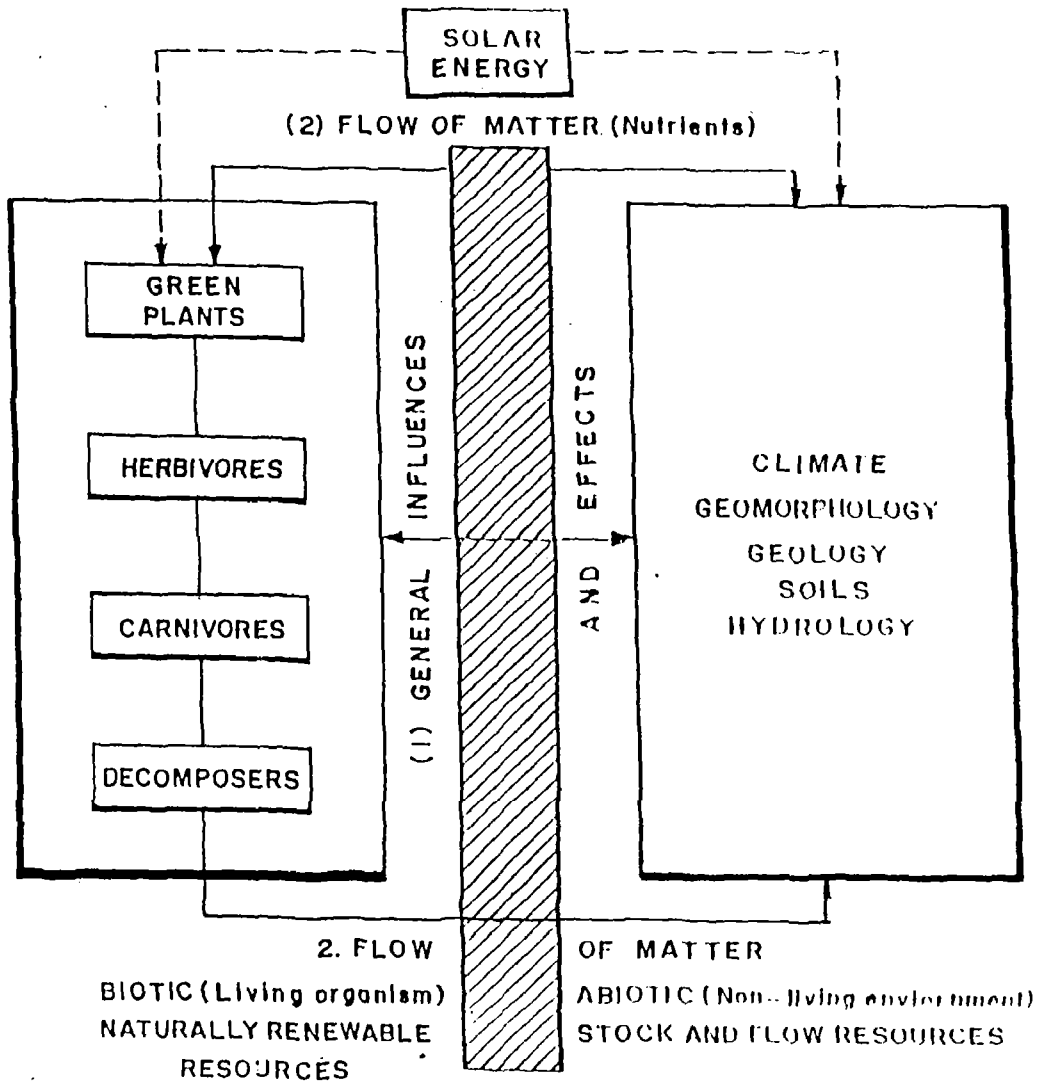 SOLAR
ENERGY
(2) FLOW OF MATTER (Nutrients)
GREEN
PLANTS
HERBIVORES
CARNIVORES
DECOMPOSERS
(1) GENERAL INFLUENCES
AND EFFECTS
CLIMATE
GEOMORPHOLOGY
GEOLOGY
SOILS
HYDROLOGY
2. FLOW OF MATTER
BIOTIC (Living organism)
NATURALLY RENEWABLE
RESOURCES
ABIOTIC (Non--living enviornment)
STOCK AND FLOW RESOURCES